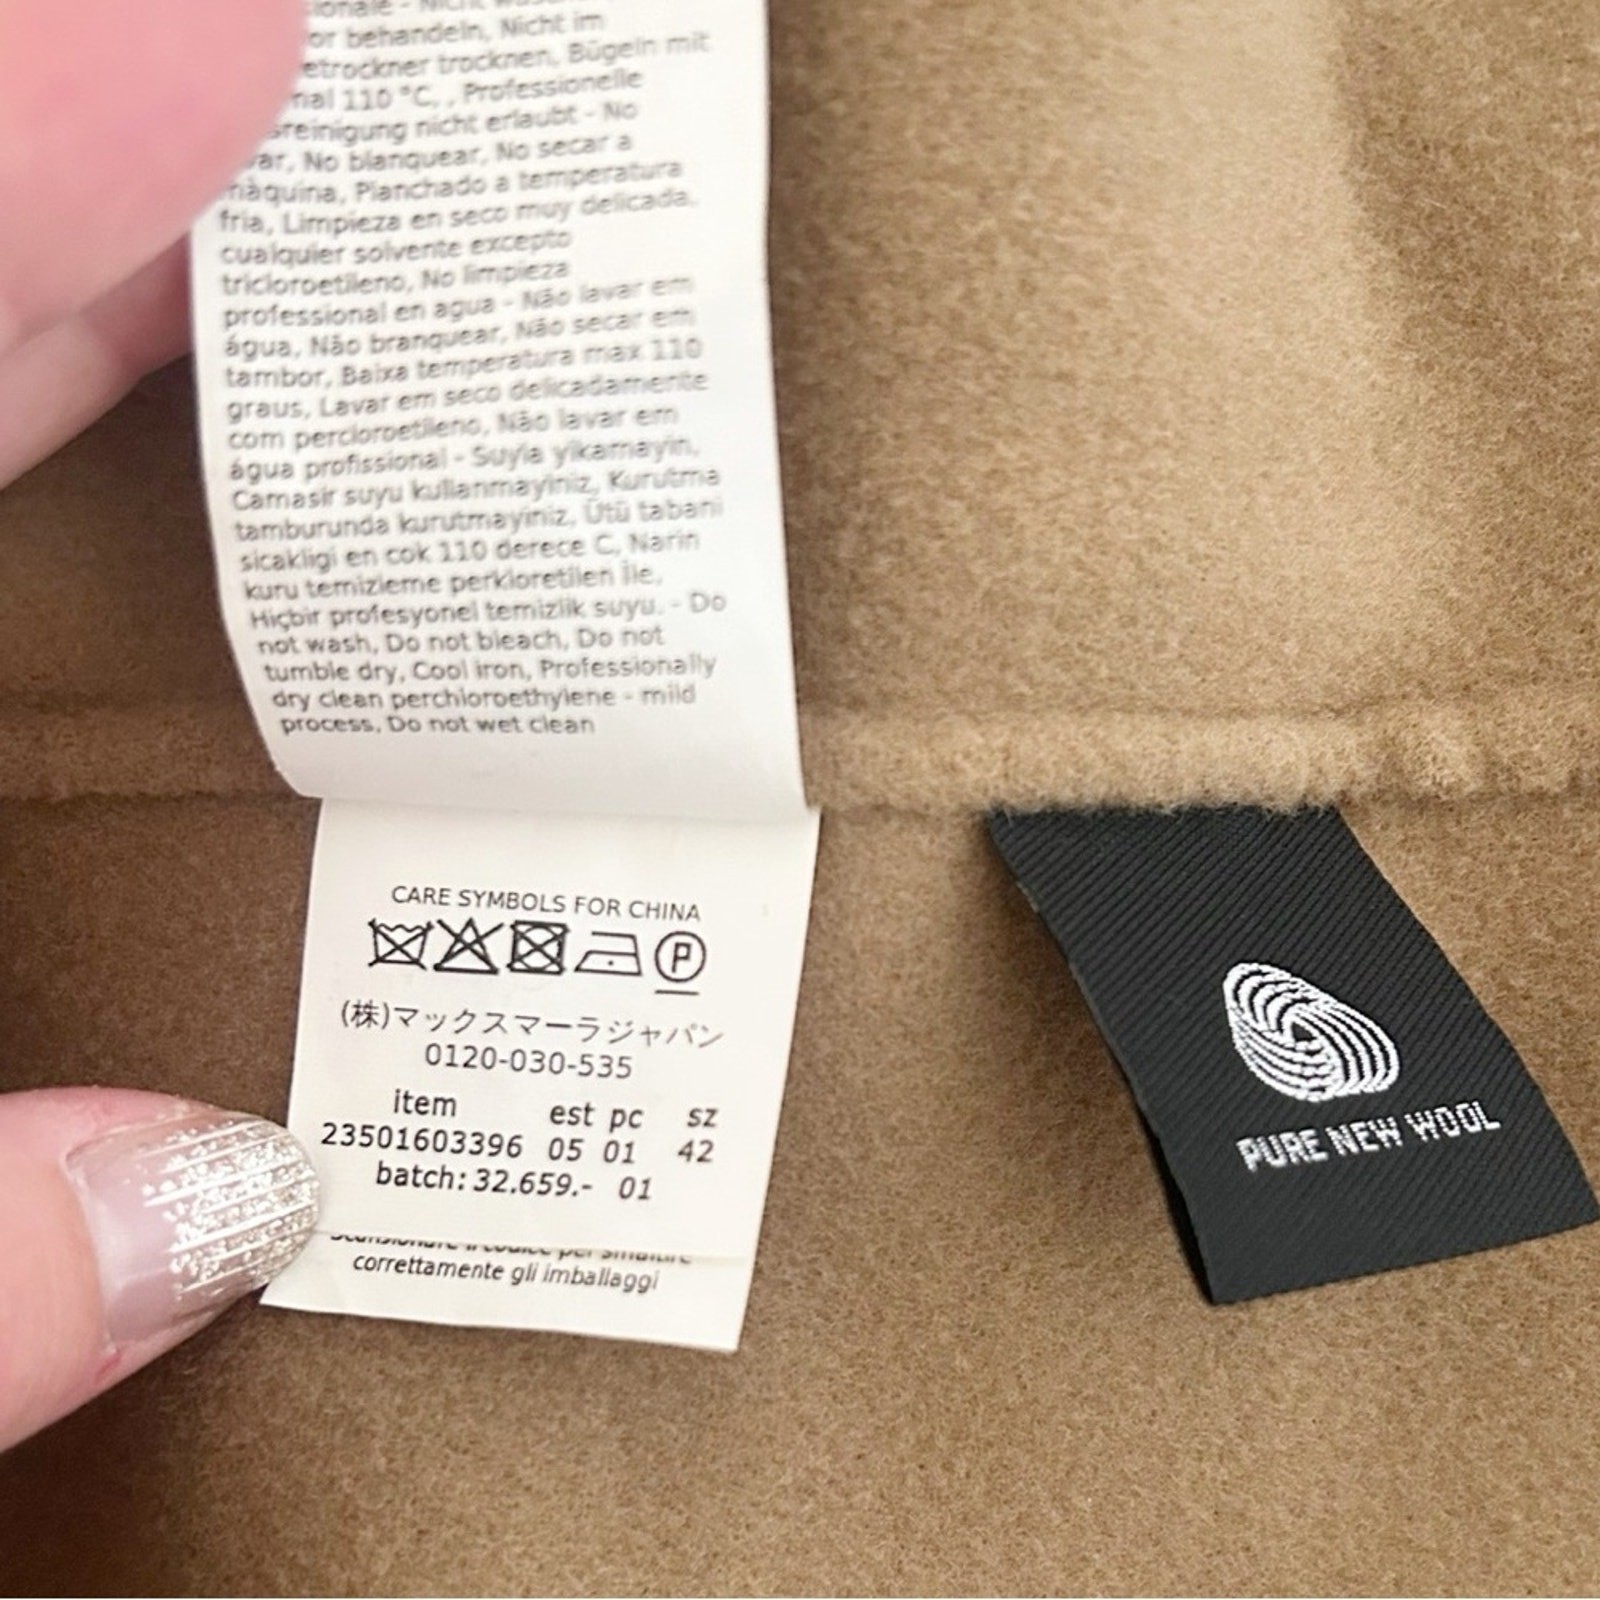 or behandeln, Nicht im
etrockner trocknen, Bügeln mit
mal 110 °C, , Professionelle
sreinigung nicht erlaubt - No
var, No blanquear, No secar a
màquina, Planchado a temperatura
fria, Limpieza en seco muy delicada,
cualquier solvente excepto
tricloroetileno, No limpieza
professional en agua - Não lavar em
água, Não branquear, Não secar em
tambor, Baixa temperatura max 110
graus, Lavar em seco delicadamente
com percloroetileno, Não lavar em
água profissional - Suyla yikamayin,
Camasir suyu kullanmayiniz, Kurutma
tamburunda kurutmayiniz, Ütü tabani
sicakligi en cok 110 derece C, Narin
kuru temizleme perkloretilen İle,
Hiçbir profesyonel temizlik suyu. - Do
not wash, Do not bleach, Do not
tumble dry, Cool iron, Professionally
dry clean perchloroethylene - mild
process, Do not wet clean
CARE SYMBOLS FOR CHINA
P
(株)マックスマーラジャパン
0120-030-535
item est pc sz
23501603396 05 01 42
batch: 32.659.- 01
correttamente gli imballaggi
PURE NEW WOOL